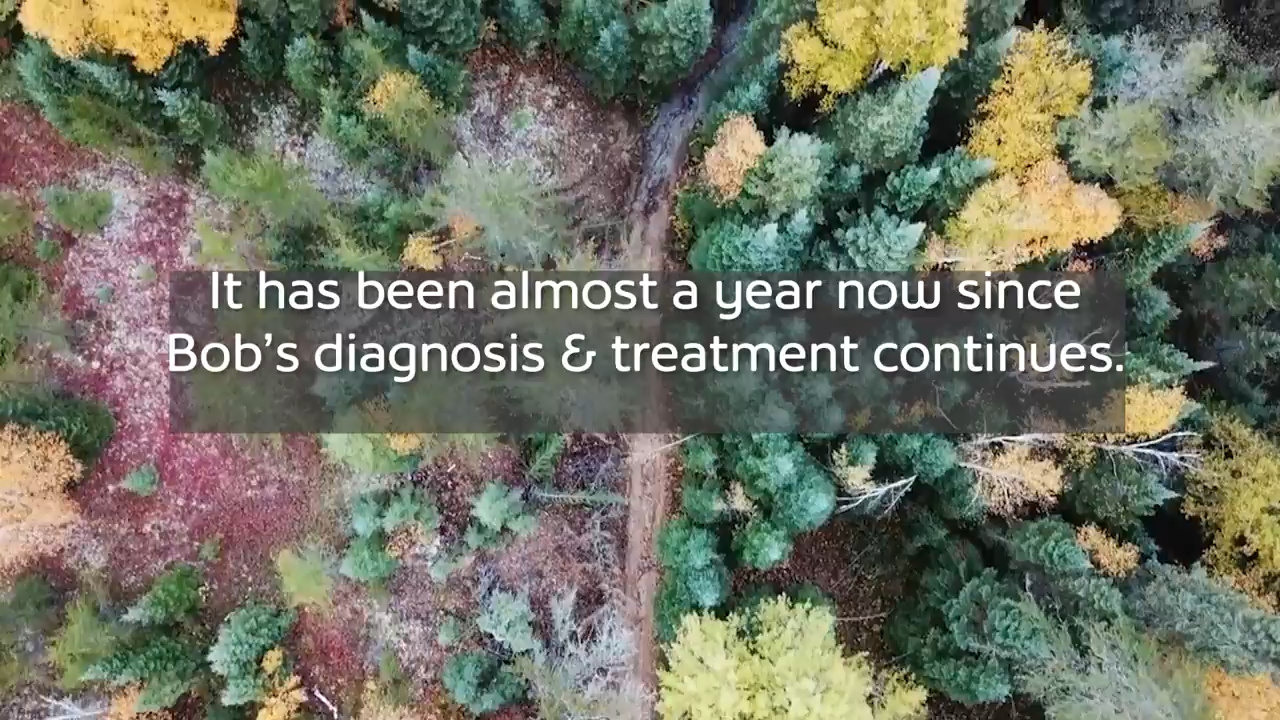 It has been almost a year now since
Bob's diagnosis & treatment continues.